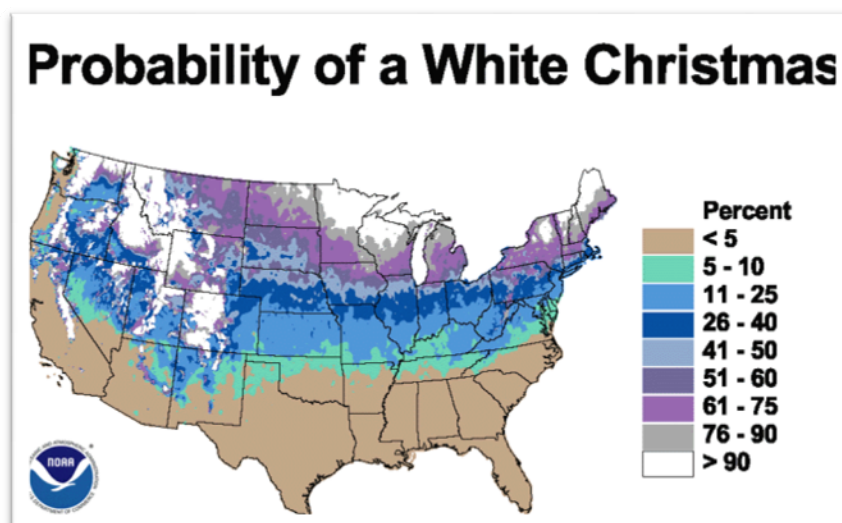 Probability of a White Christmas
Percent
< 5
5 - 10
11 - 25
26 - 40
41 - 50
51 - 60
61 - 75
76 - 90
> 90
NOAA